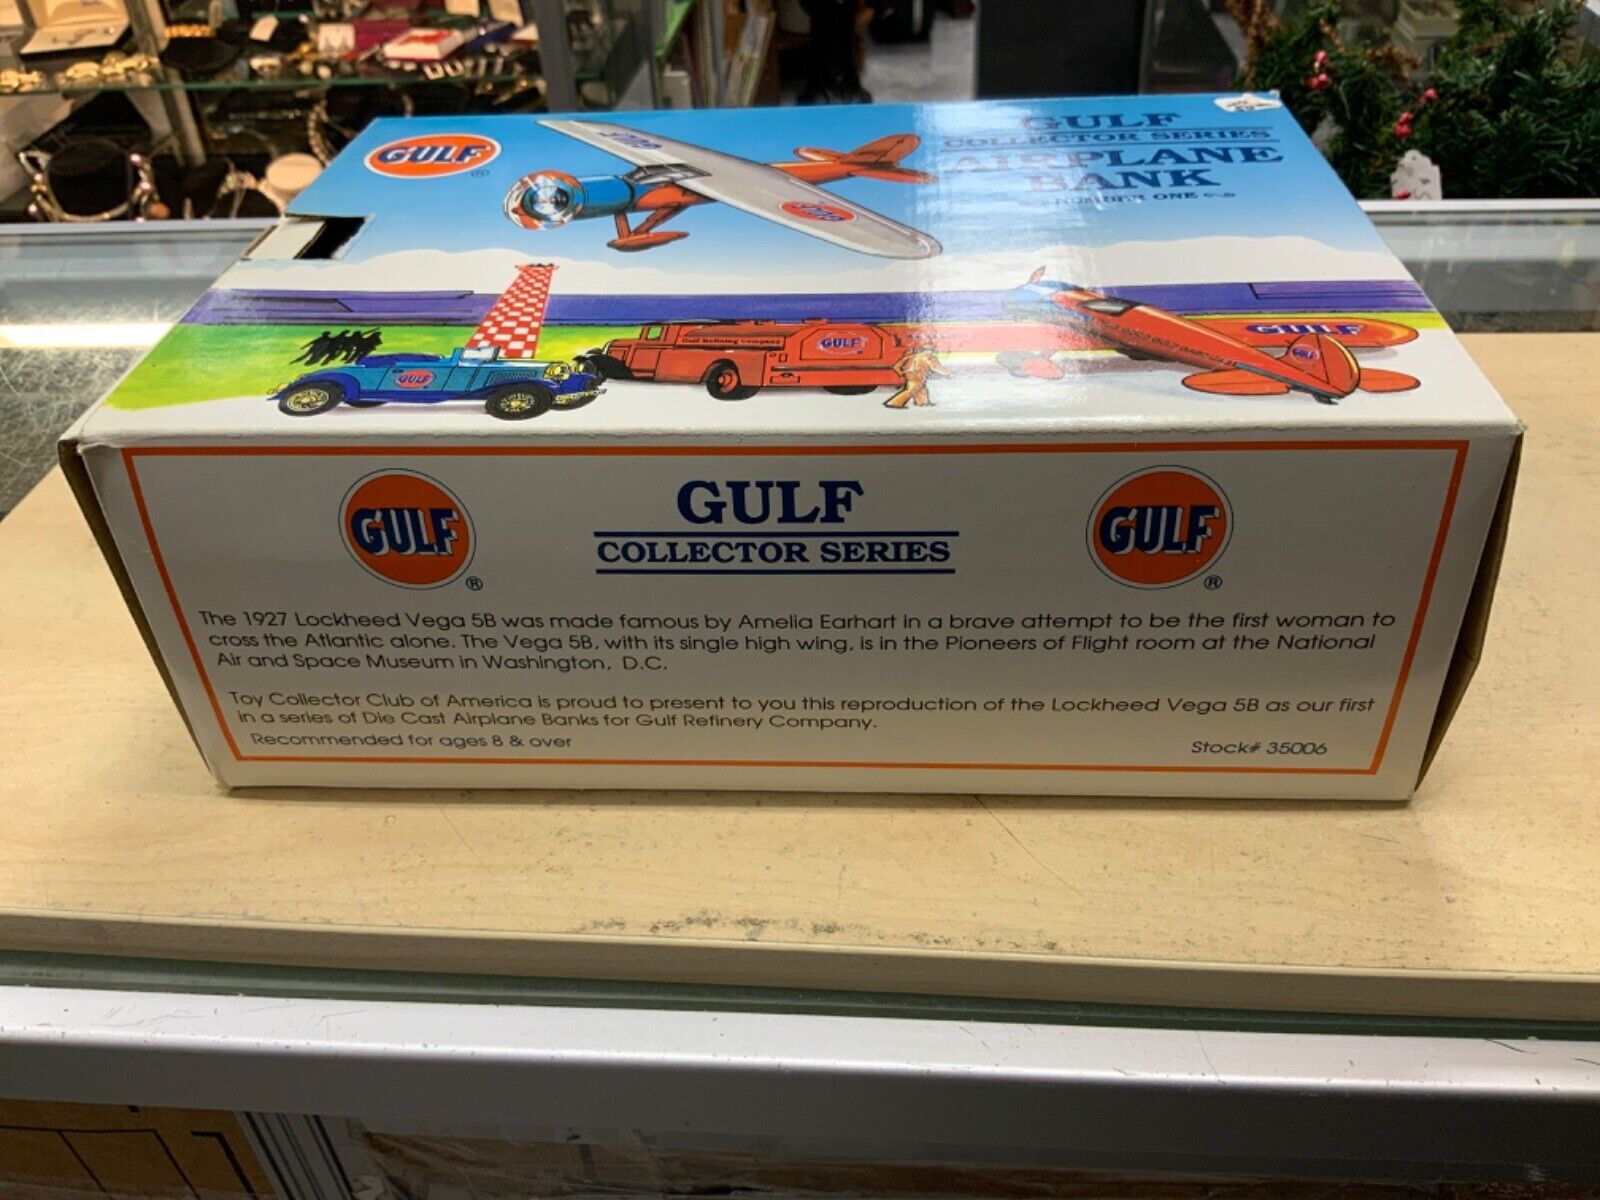 GULF
®
GULF
COLLECTOR SERIES
AIRPLANE
BANK
NUMBER ONE
GULF
GULF
GULF
Gulf Refining Company
GULF
GULF
GULF
GULF
®
GULF
COLLECTOR SERIES
GULF
®
The 1927 Lockheed Vega 5B was made famous by Amelia Earhart in a brave attempt to be the first woman to
cross the Atlantic alone. The Vega 5B, with its single high wing, is in the Pioneers of Flight room at the National
Air and Space Museum in Washington, D.C.
Toy Collector Club of America is proud to present to you this reproduction of the Lockheed Vega 5B as our first
in a series of Die Cast Airplane Banks for Gulf Refinery Company.
Recommended for ages 8 & over
Stock# 35006